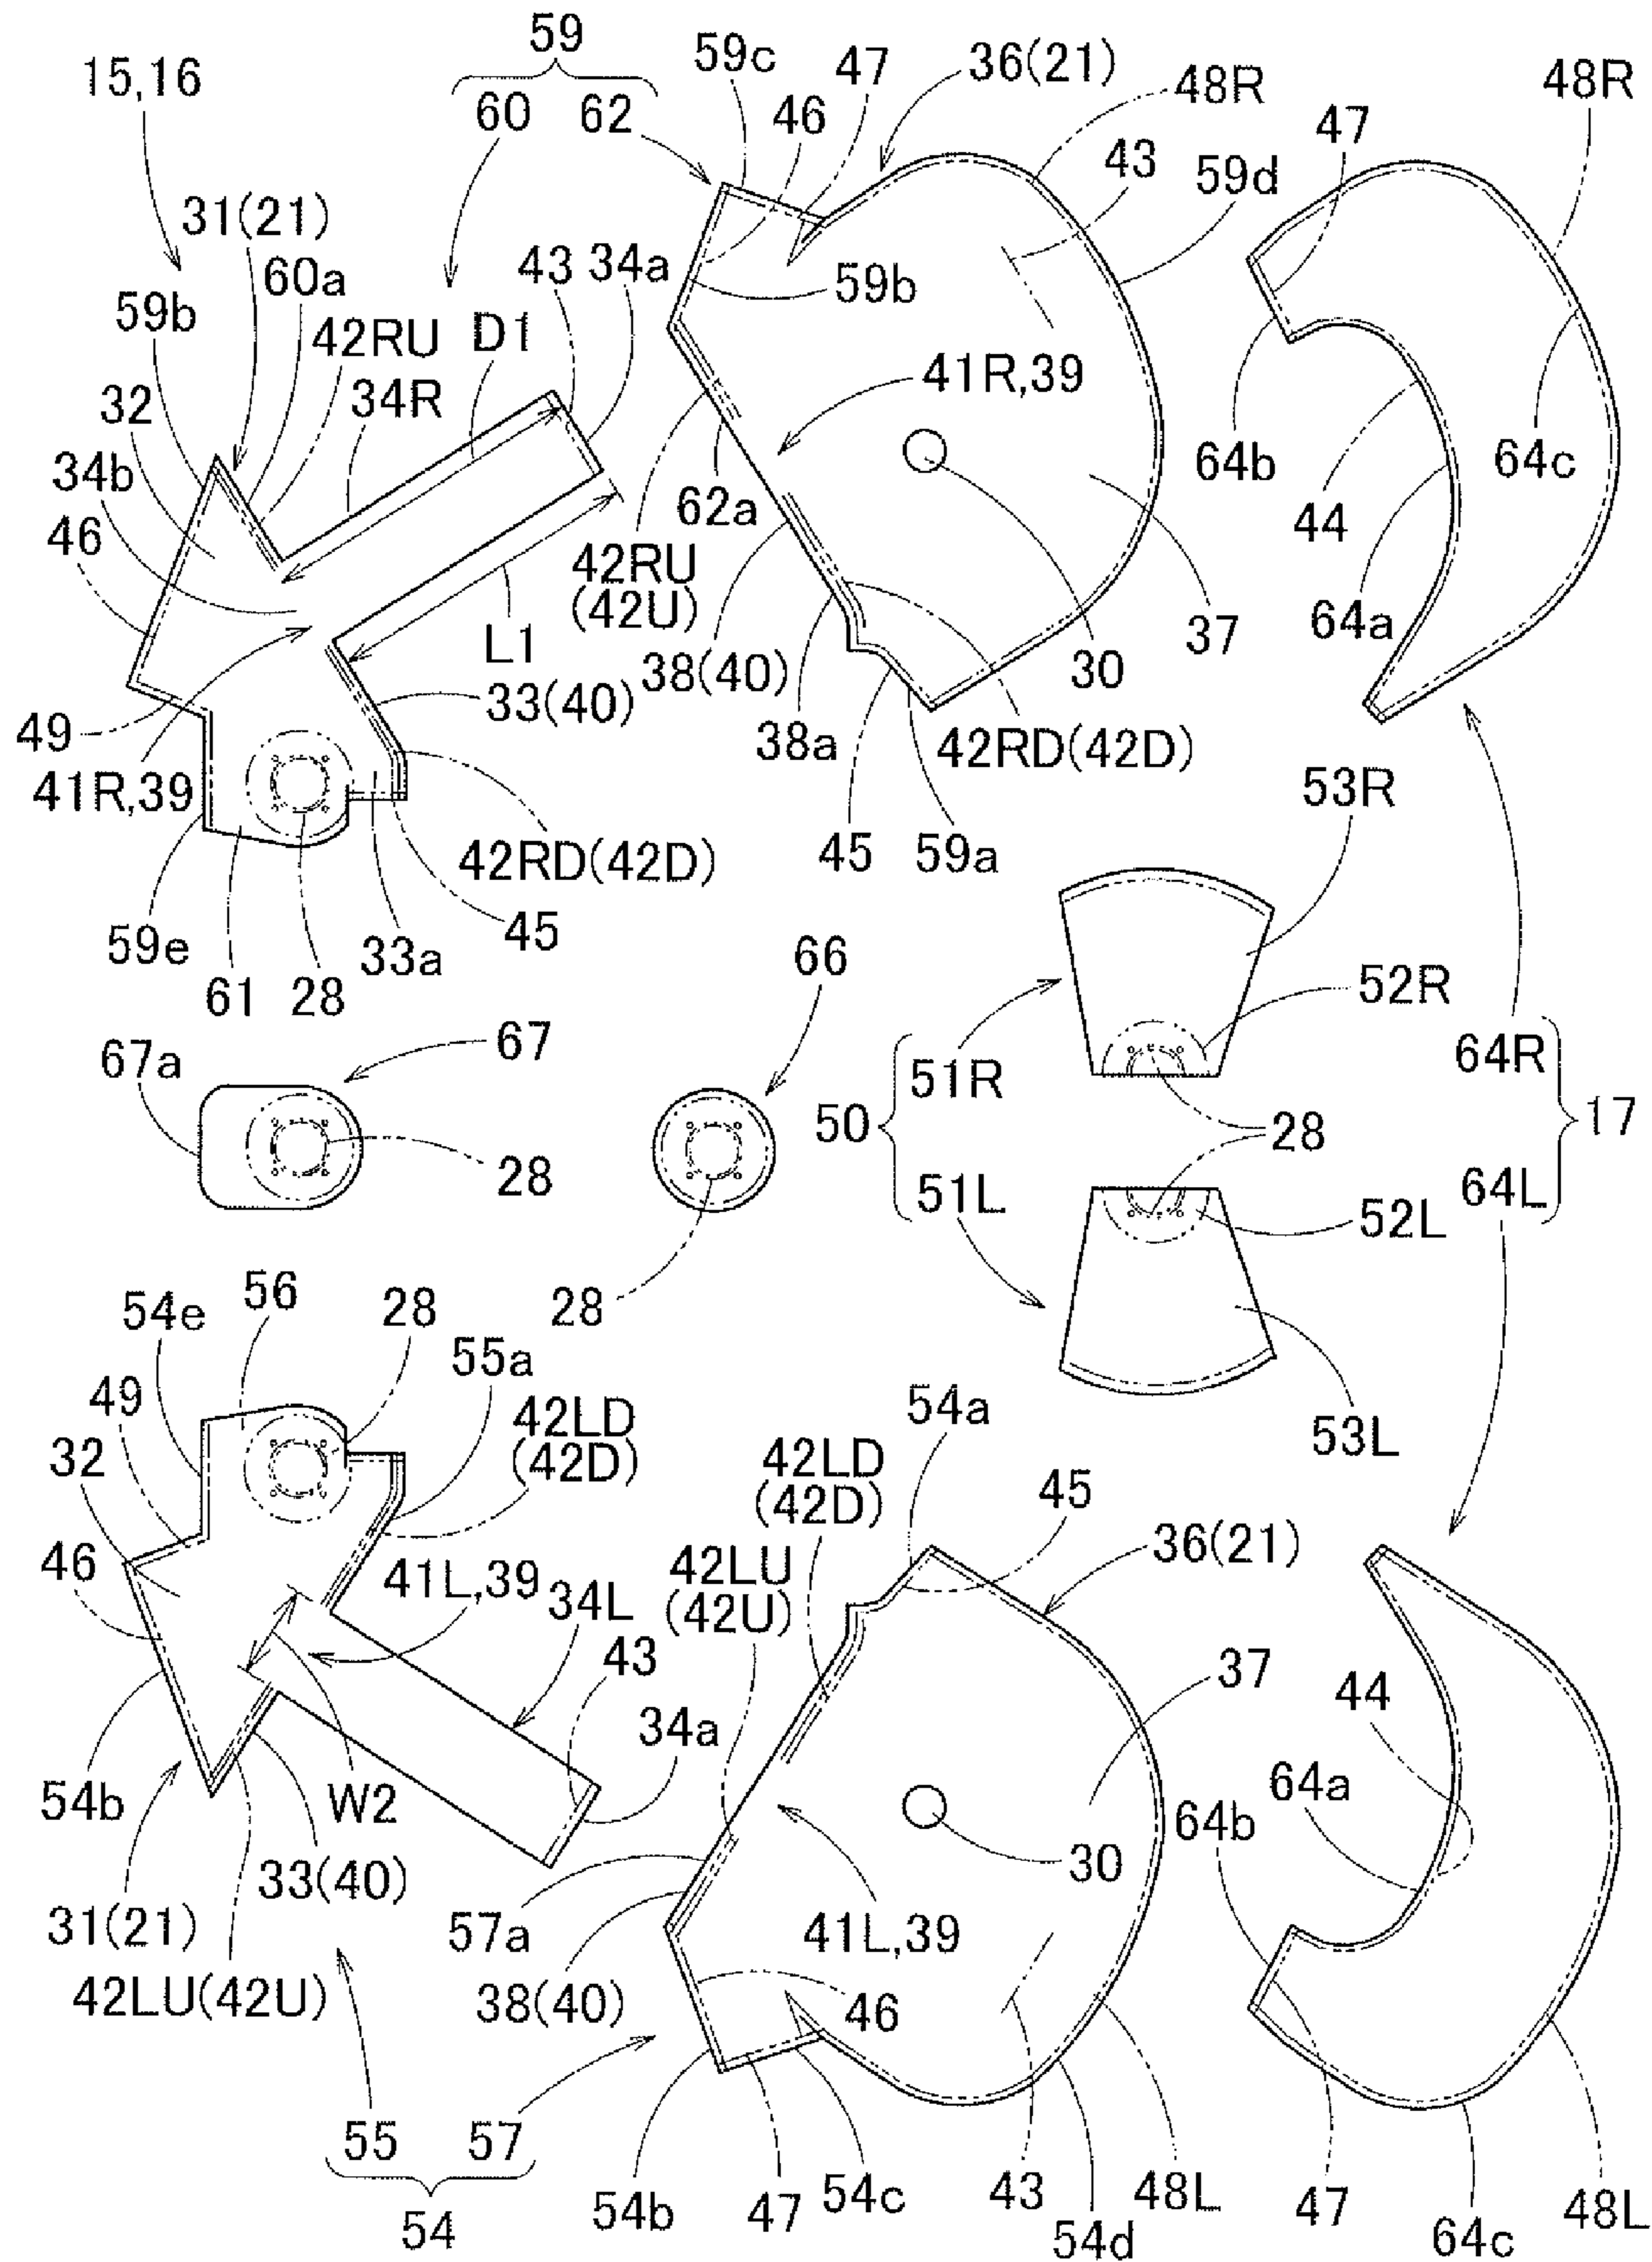 59
60 62
15,16
59c
47
46
36(21)
48R
43
59d
47
48R
31(21)
60a
59b
42RU
34R
D1
43
34a
59b
32
34b
46
41R,39
62a
42RU
(42U)
64b
44
64c
64a
L1
33(40)
38(40)
38a
30
37
49
41R,39
42RD(42D)
45
59a
42RD(42D)
45
59e
61
28
33a
53R
52R
66
67a
67
28
28
50
51R
51L
28
64R
64L
17
52L
53L
54e
56
28
55a
49
32
42LD
(42D)
46
41L,39
34L
43
34a
54b
W2
33(40)
31(21)
42LU(42U)
54a
42LD
(42D)
45
42LU
(42U)
36(21)
37
44
64a
64b
30
57a
41L,39
38(40)
46
55 57
54
54b
47
54c
43
54d
48L
47
64c
48L